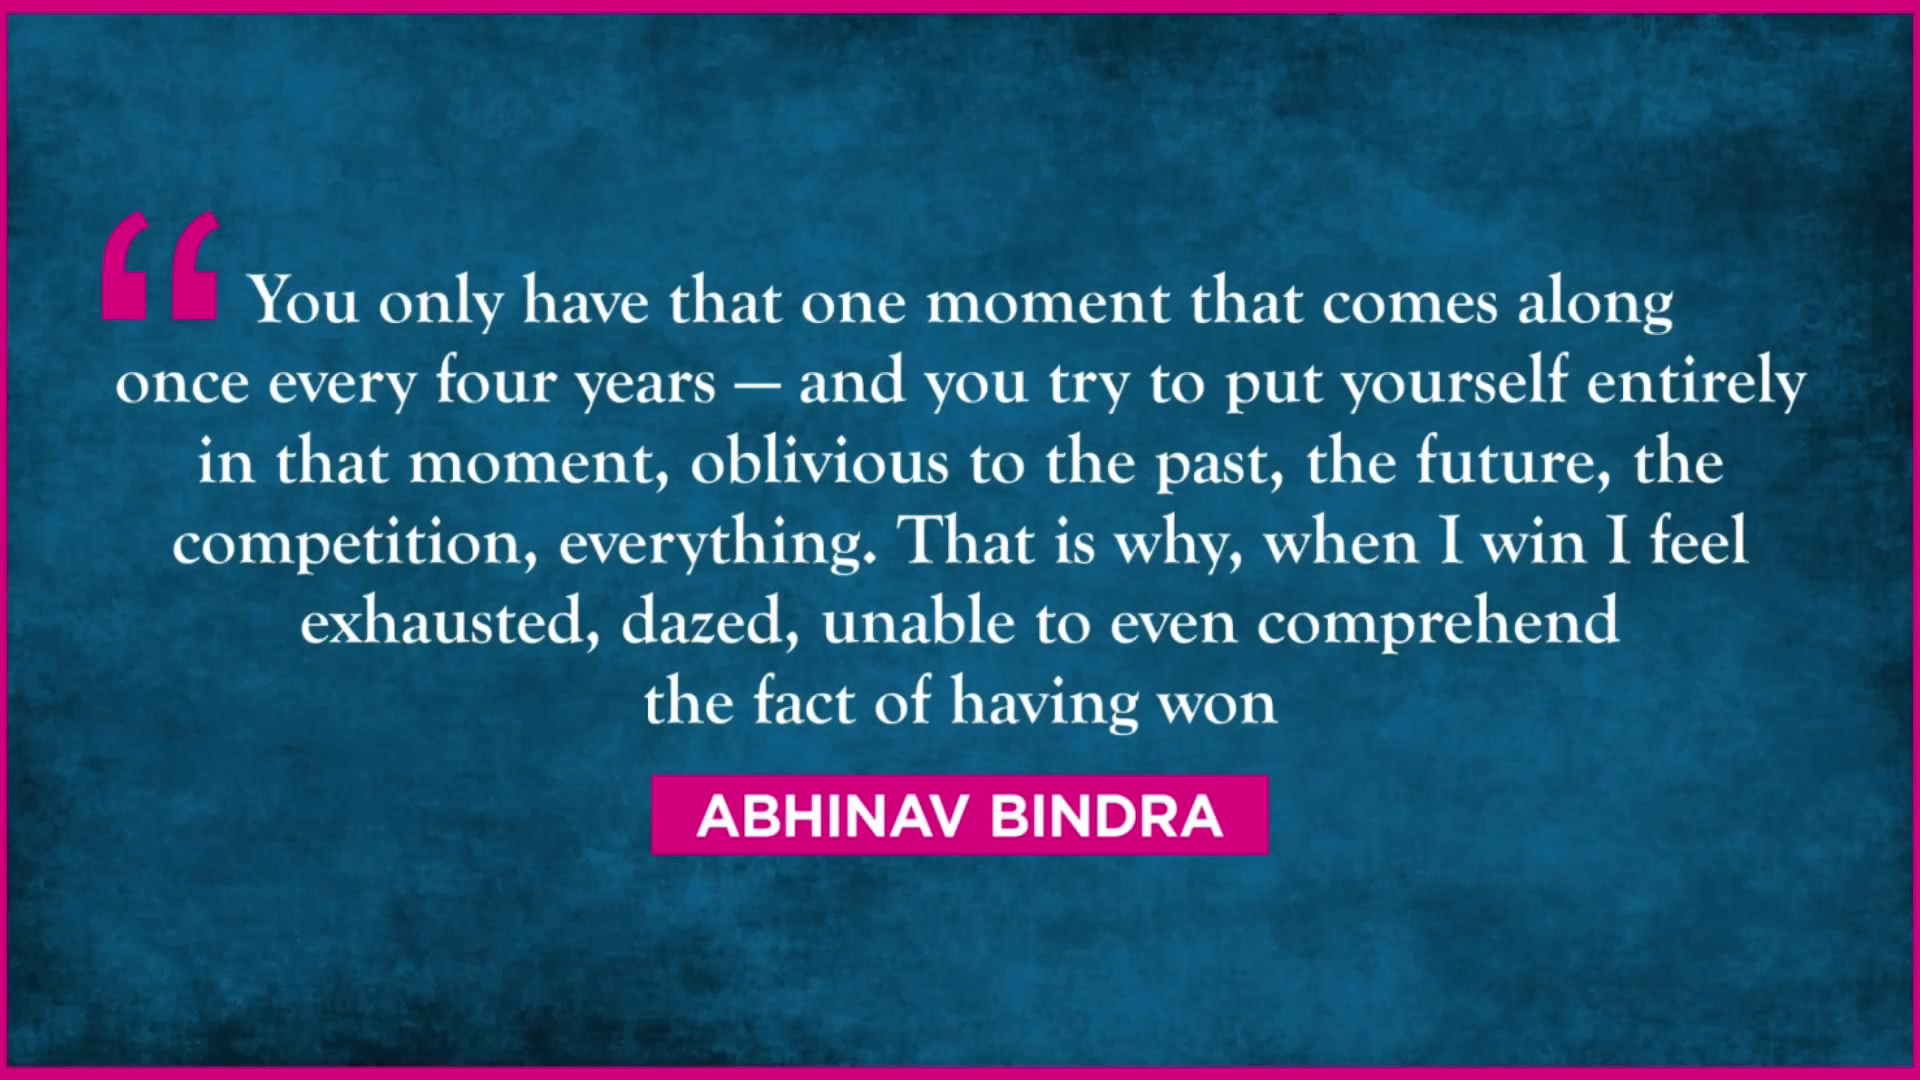 “ You only have that one moment that comes along
once every four years — and you try to put yourself entirely
in that moment, oblivious to the past, the future, the
competition, everything. That is why, when I win I feel
exhausted, dazed, unable to even comprehend
the fact of having won
ABHINAV BINDRA